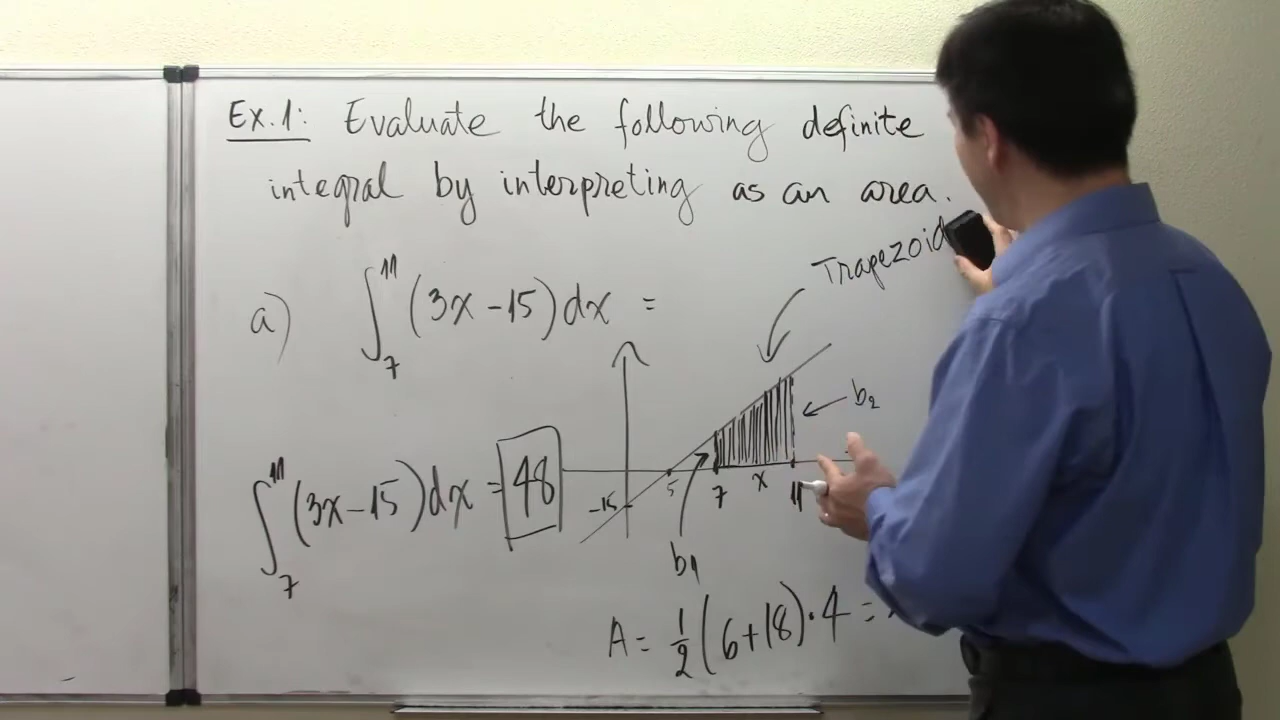 Ex.1: Evaluate the following definite
integral by interpreting as an area.
Trapezoid
a) ∫₇¹¹ (3x-15)dx =
b₂
∫₇¹¹ (3x-15)dx = 48
-15
5
7
x
11
b₁
A = 1/2 (6+18)·4 =